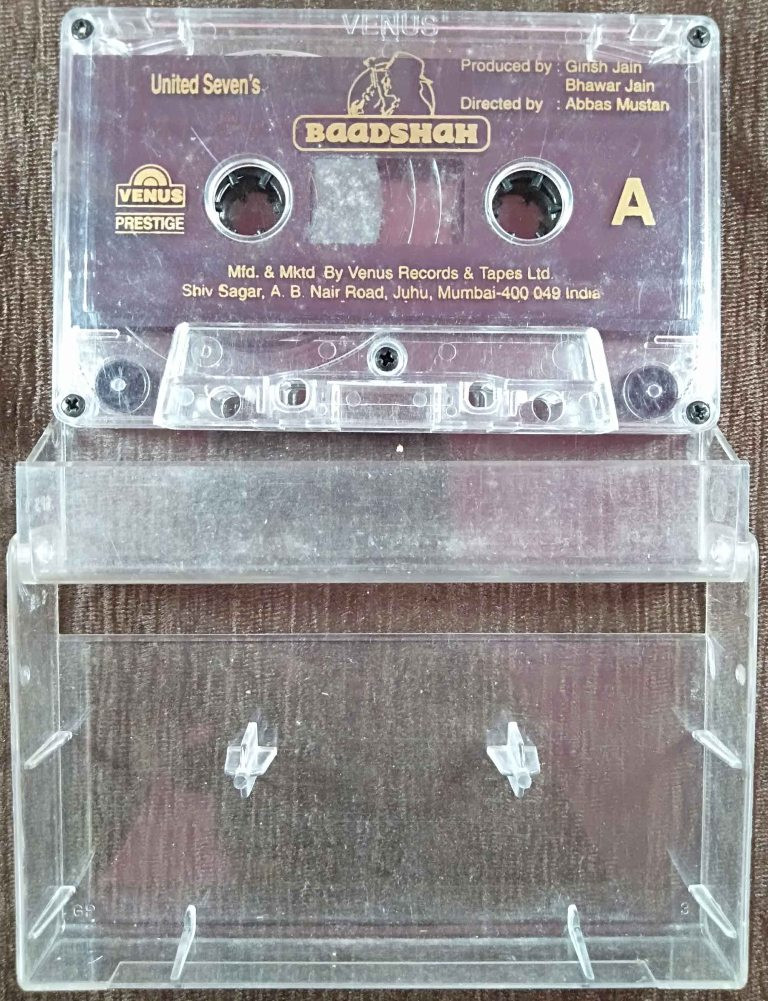 VENUS
United Seven's
Produced by : Girish Jain
Bhawar Jain
Directed by : Abbas Mustan
BAADSHAH
VENUS
PRESTIGE
A
Mfd. & Mktd By Venus Records & Tapes Ltd.
Shiv Sagar, A. B. Nair Road, Juhu, Mumbai-400 049 India